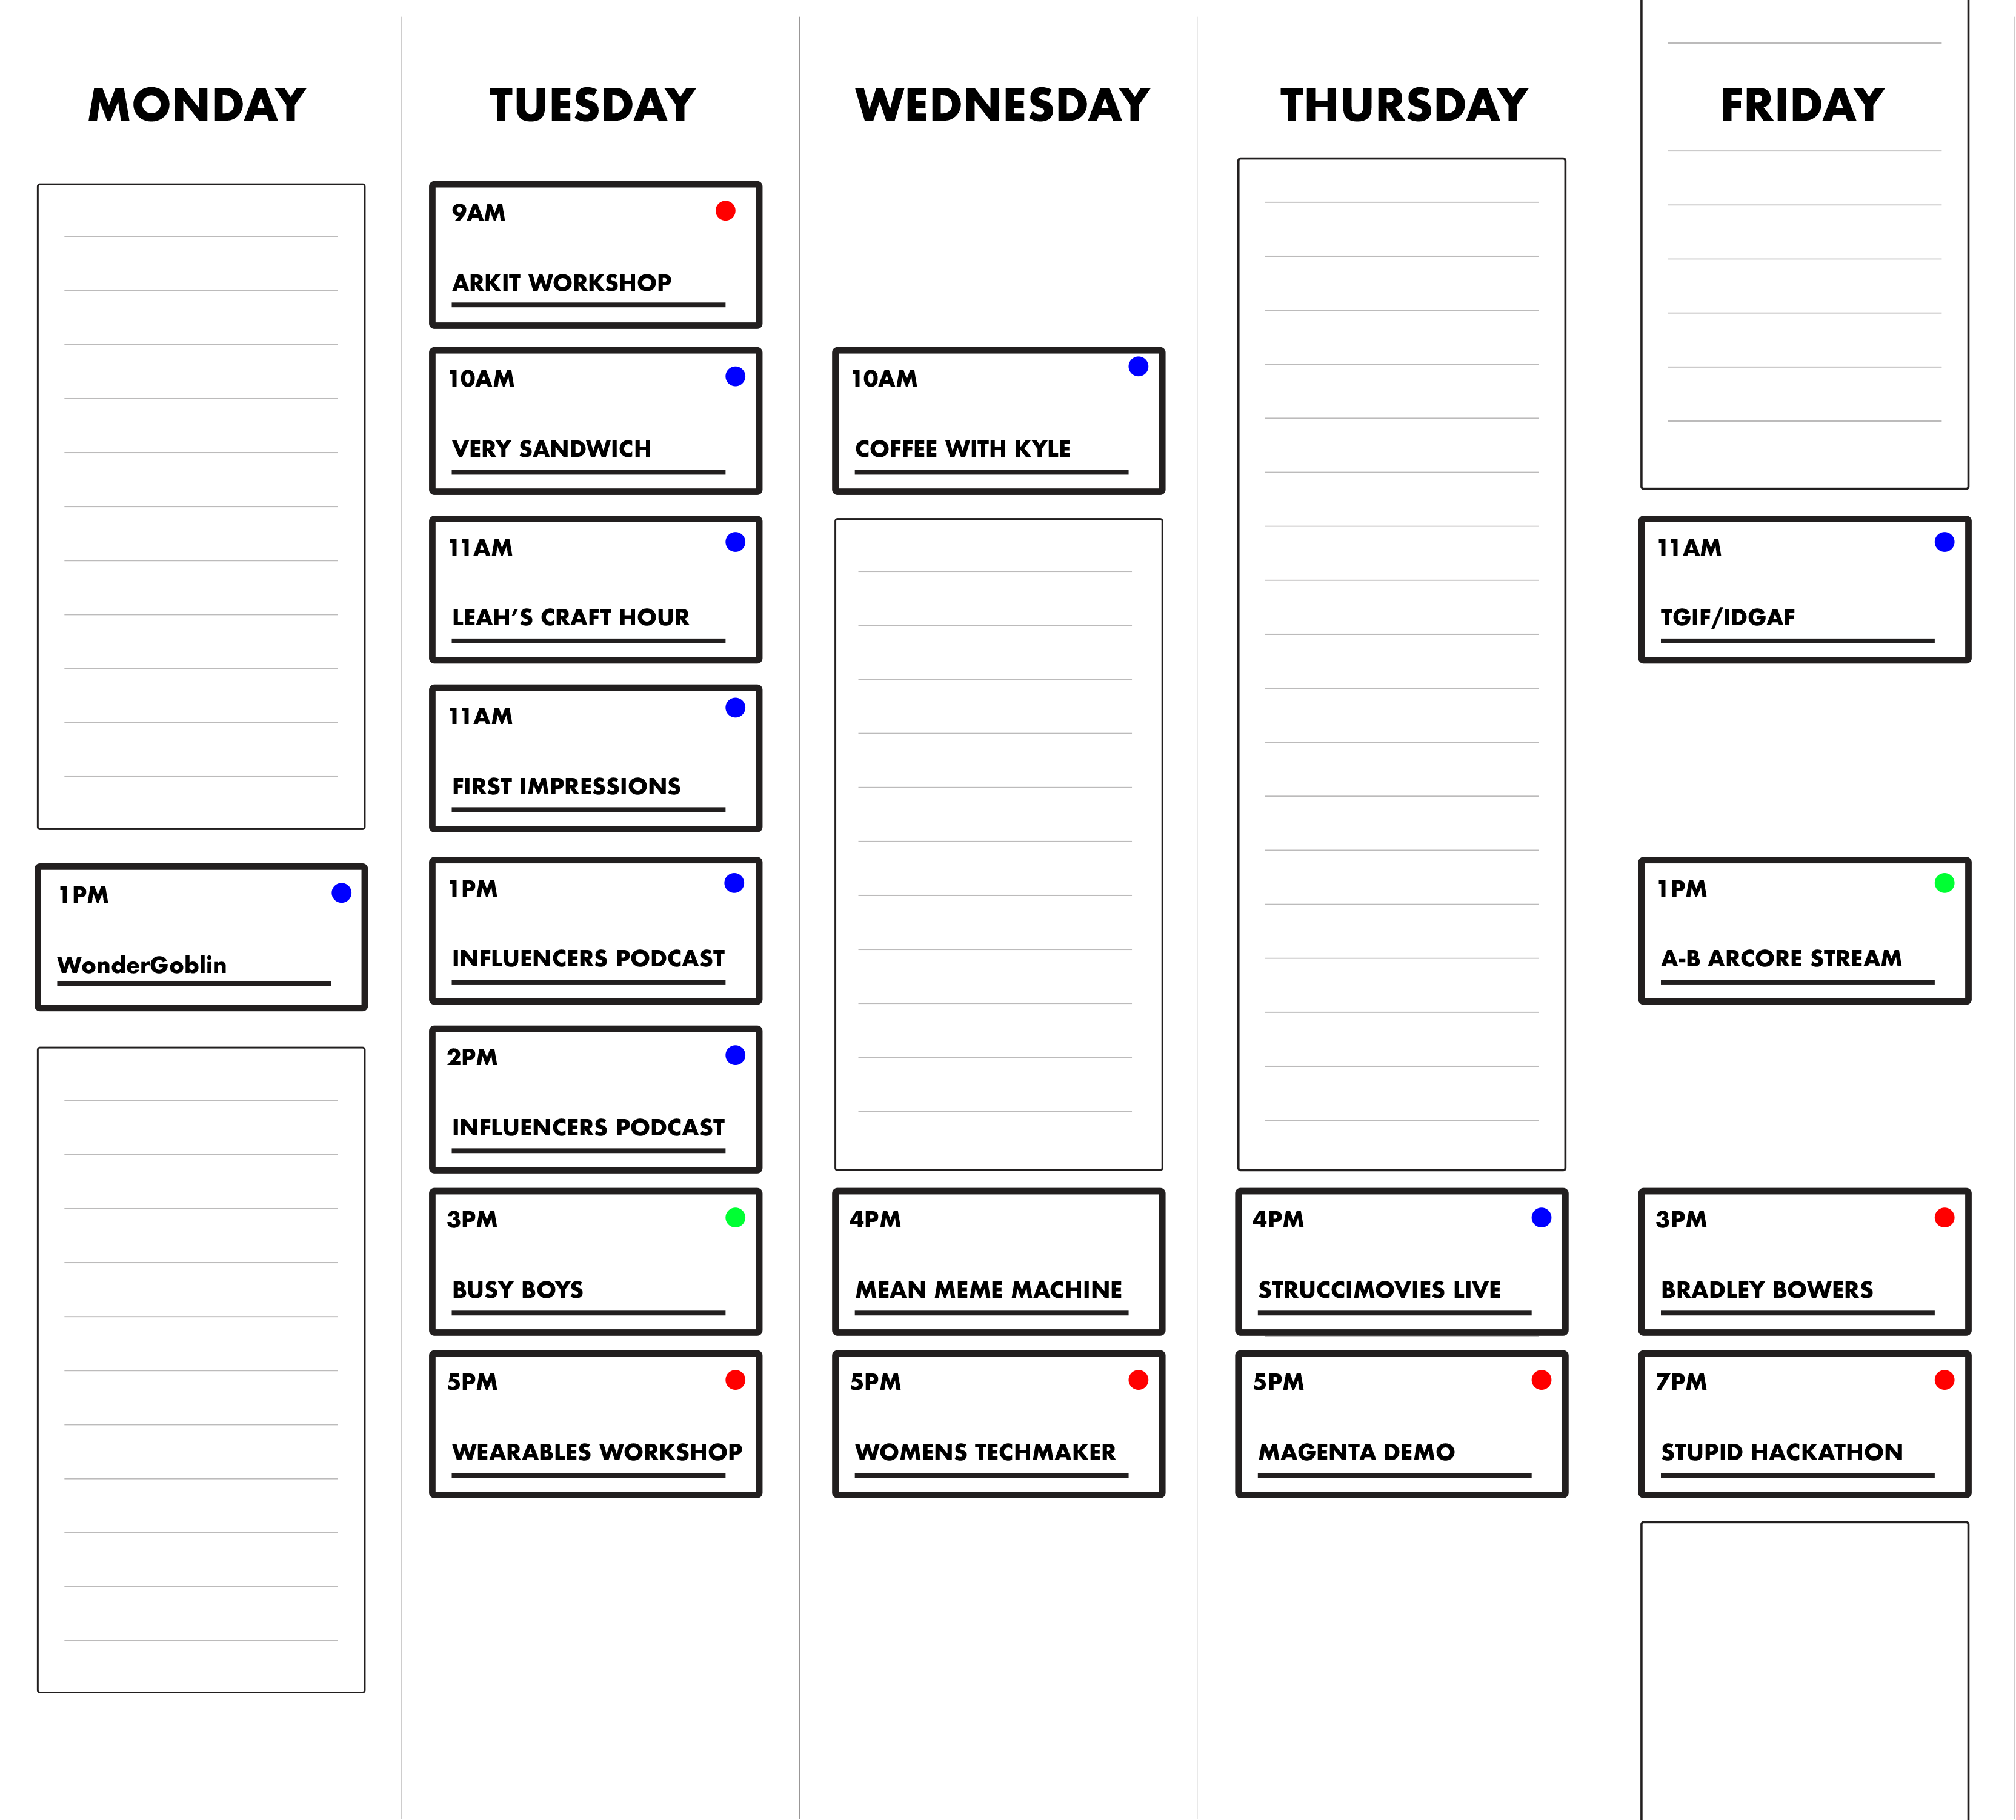 MONDAY
1PM
WonderGoblin
TUESDAY
9AM
ARKIT WORKSHOP
10AM
VERY SANDWICH
11AM
LEAH’S CRAFT HOUR
11AM
FIRST IMPRESSIONS
1PM
INFLUENCERS PODCAST
2PM
INFLUENCERS PODCAST
3PM
BUSY BOYS
5PM
WEARABLES WORKSHOP
WEDNESDAY
10AM
COFFEE WITH KYLE
4PM
MEAN MEME MACHINE
5PM
WOMENS TECHMAKER
THURSDAY
4PM
STRUCCIMOVIES LIVE
5PM
MAGENTA DEMO
FRIDAY
11AM
TGIF/IDGAF
1PM
A-B ARCORE STREAM
3PM
BRADLEY BOWERS
7PM
STUPID HACKATHON